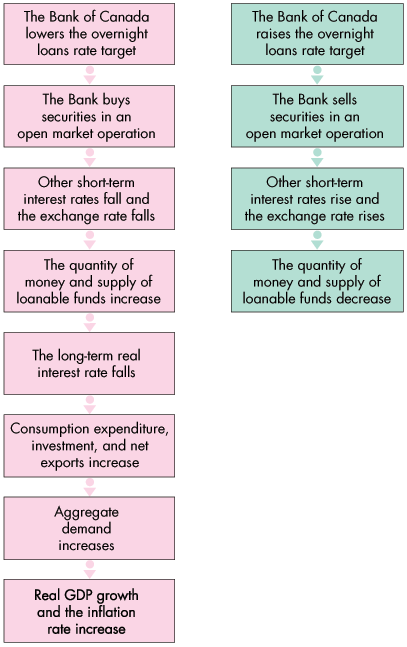 The Bank of Canada
lowers the overnight
loans rate target
The Bank buys
securities in an
open market operation
Other short-term
interest rates fall and
the exchange rate falls
The quantity of
money and supply of
loanable funds increase
The long-term real
interest rate falls
Consumption expenditure,
investment, and net
exports increase
Aggregate
demand
increases
Real GDP growth
and the inflation
rate increase
The Bank of Canada
raises the overnight
loans rate target
The Bank sells
securities in an
open market operation
Other short-term
interest rates rise and
the exchange rate rises
The quantity of
money and supply of
loanable funds decrease